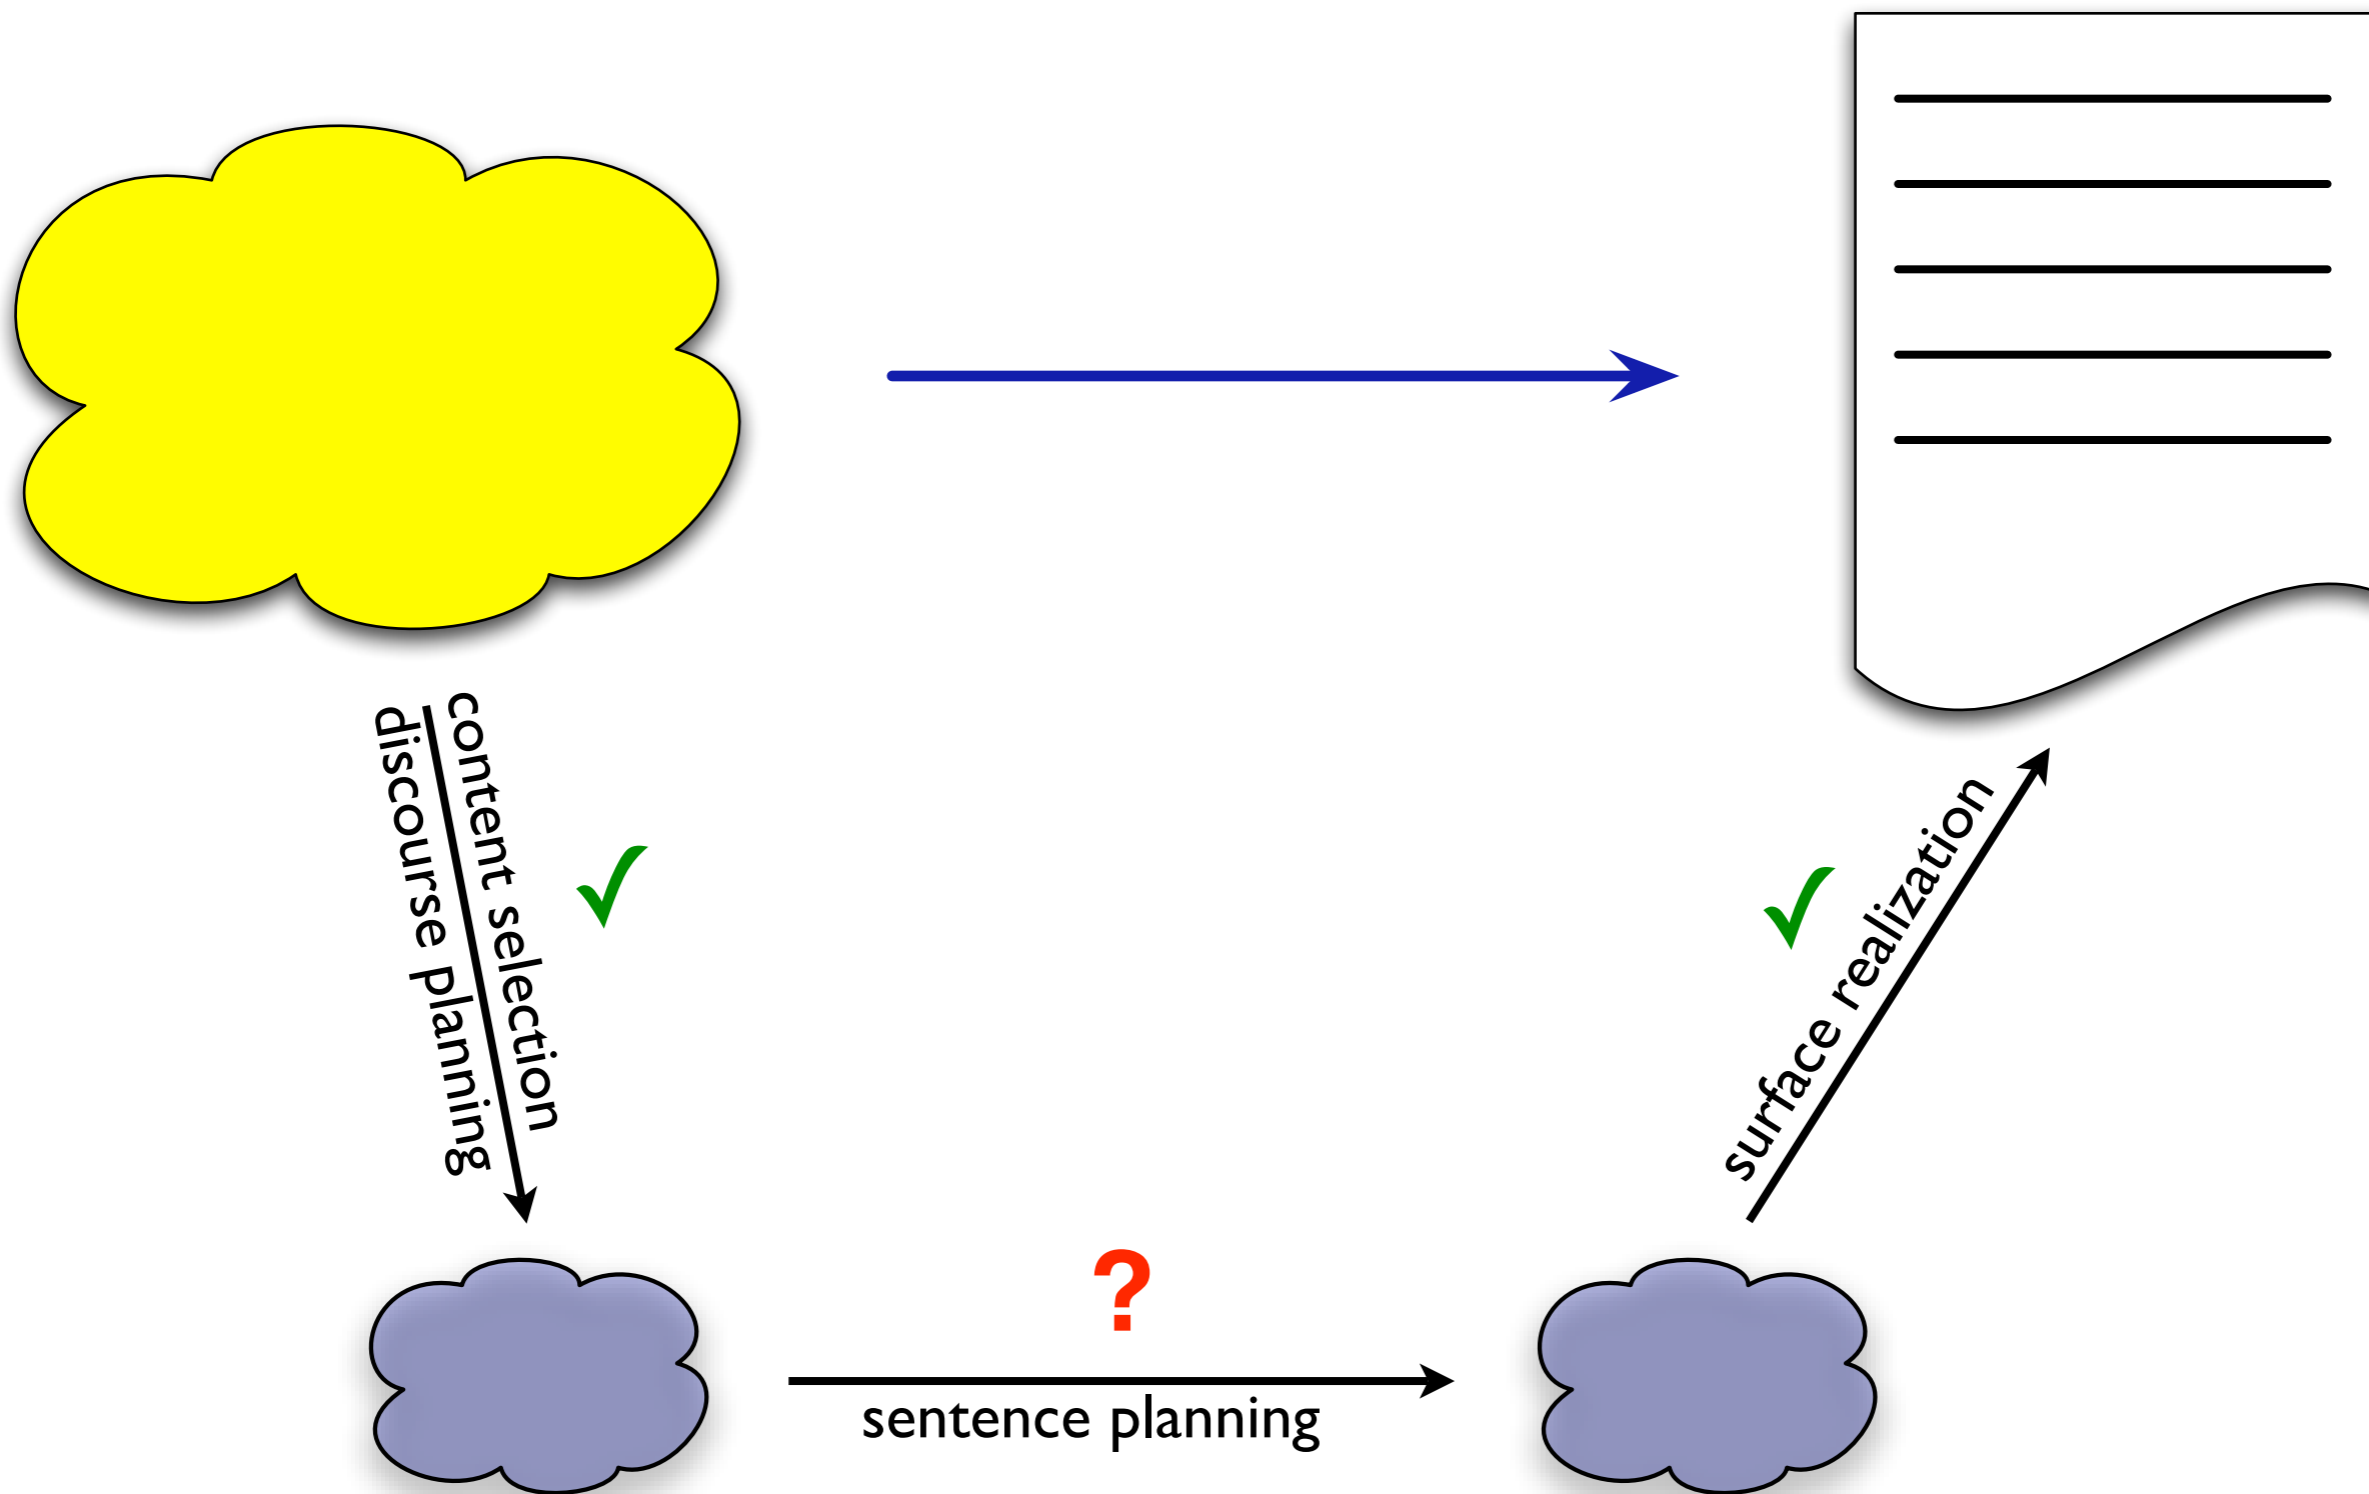 content selection
discourse planning
✓
✓
surface realization
?
sentence planning